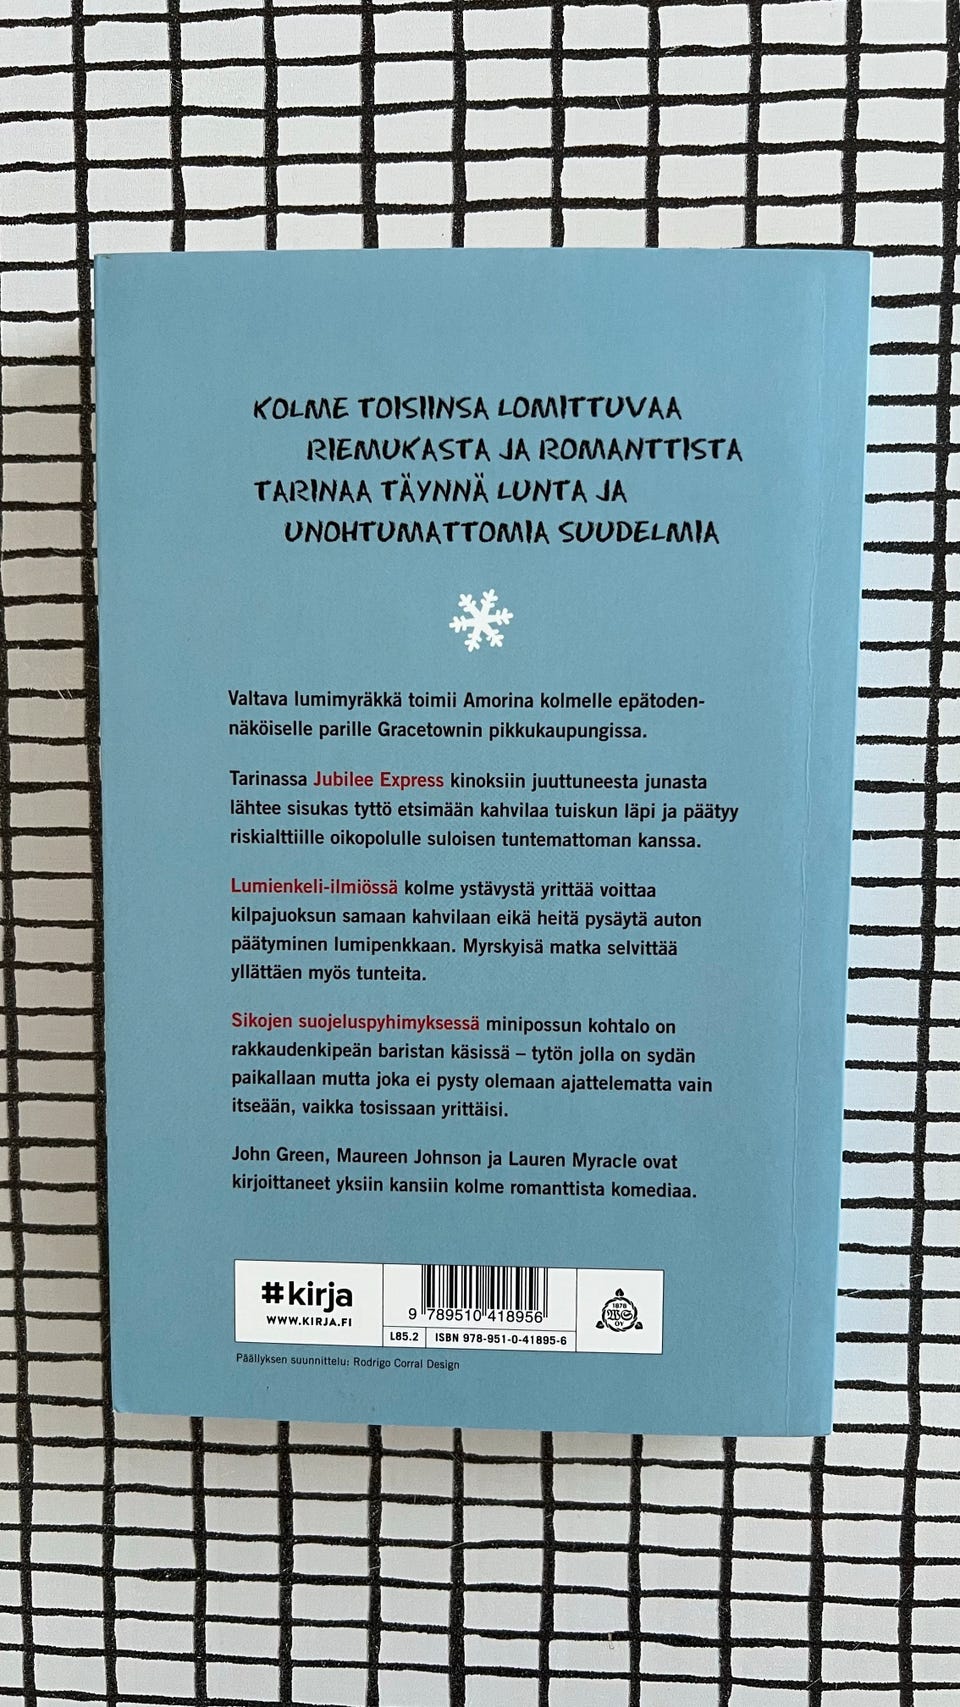 KOLME TOISIINSA LOMITTUVAA
RIEMUKASTA JA ROMANTTISTA
TARINAA TÄYNNÄ LUNTA JA
UNOHTUMATTOMIA SUUDELMIA
Valtava lumimyräkkä toimii Amorina kolmelle epätoden-
näköiselle parille Gracetownin pikkukaupungissa.
Tarinassa Jubilee Express kinoksiin juuttuneesta junasta
lähtee sisukas tyttö etsimään kahvilaa tuiskun läpi ja päätyy
riskialttiille oikopolulle suloisen tuntemattoman kanssa.
Lumienkeli-ilmiössä kolme ystävystä yrittää voittaa
kilpajuoksun samaan kahvilaan eikä heitä pysäytä auton
päätyminen lumipenkkaan. Myrskyisä matka selvittää
yllättäen myös tunteita.
Sikojen suojeluspyhimyksessä minipossun kohtalo on
rakkaudenkipeän baristan käsissä – tytön jolla on sydän
paikallaan mutta joka ei pysty olemaan ajattelematta vain
itseään, vaikka tosissaan yrittäisi.
John Green, Maureen Johnson ja Lauren Myracle ovat
kirjoittaneet yksiin kansiin kolme romanttista komediaa.
#kirja
WWW.KIRJA.FI
9 789510 418956
L85.2 ISBN 978-951-0-41895-6
1878
WS
OY
Päällyksen suunnittelu: Rodrigo Corral Design